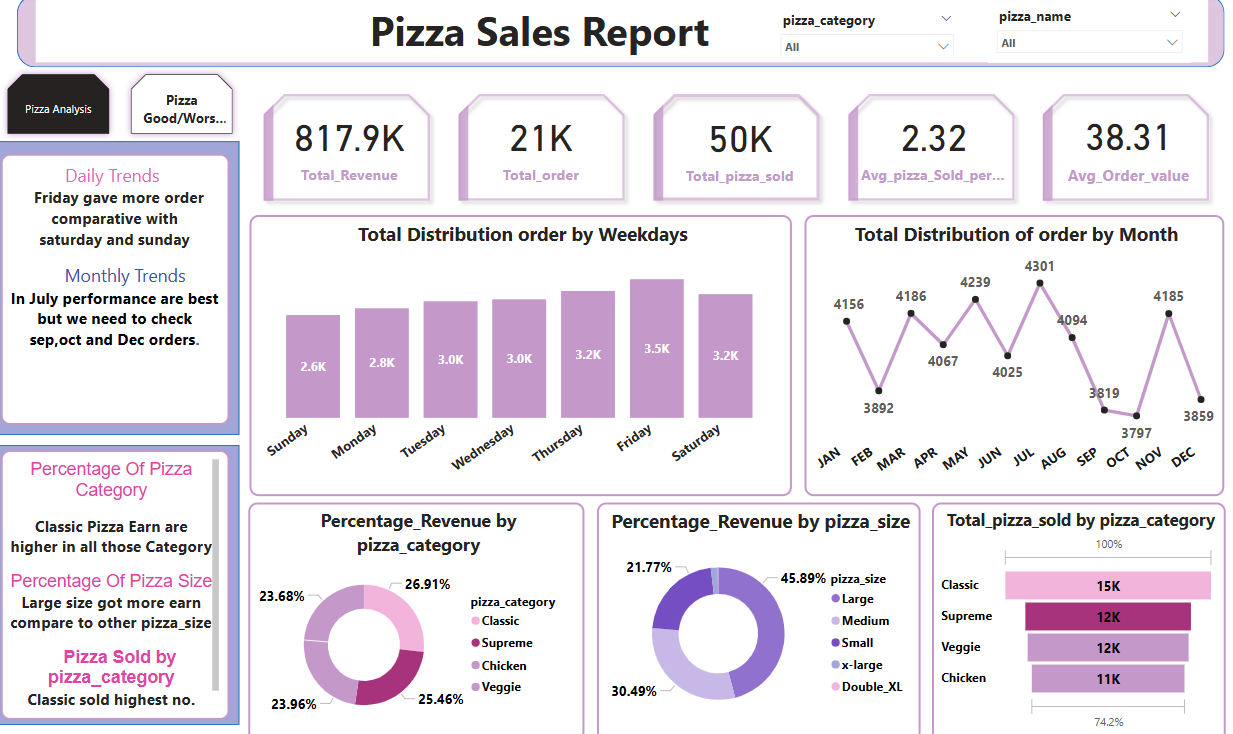 Pizza Sales Report
pizza_category
All
pizza_name
All
Pizza Analysis
Pizza
Good/Wors...
817.9K
Total_Revenue
21K
Total_order
50K
Total_pizza_sold
2.32
Avg_pizza_Sold_per...
38.31
Avg_Order_value
Daily Trends
Friday gave more order
comparative with
saturday and sunday
Monthly Trends
In July performance are best
but we need to check
sep,oct and Dec orders.
Total Distribution order by Weekdays
2.6K
2.8K
3.0K
3.0K
3.2K
3.5K
3.2K
Sunday
Monday
Tuesday
Wednesday
Thursday
Friday
Saturday
Total Distribution of order by Month
4156
3892
4186
4067
4239
4025
4301
4094
3819
3797
4185
3859
JAN
FEB
MAR
APR
MAY
JUN
JUL
AUG
SEP
OCT
NOV
DEC
Percentage Of Pizza
Category
Classic Pizza Earn are
higher in all those Category
Percentage Of Pizza Size
Large size got more earn
compare to other pizza_size
Pizza Sold by
pizza_category
Classic sold highest no.
Percentage_Revenue by
pizza_category
26.91%
25.46%
23.96%
23.68%
pizza_category
Classic
Supreme
Chicken
Veggie
Percentage_Revenue by pizza_size
45.89%
30.49%
21.77%
pizza_size
Large
Medium
Small
x-large
Double_XL
Total_pizza_sold by pizza_category
100%
Classic
15K
Supreme
12K
Veggie
12K
Chicken
11K
74.2%